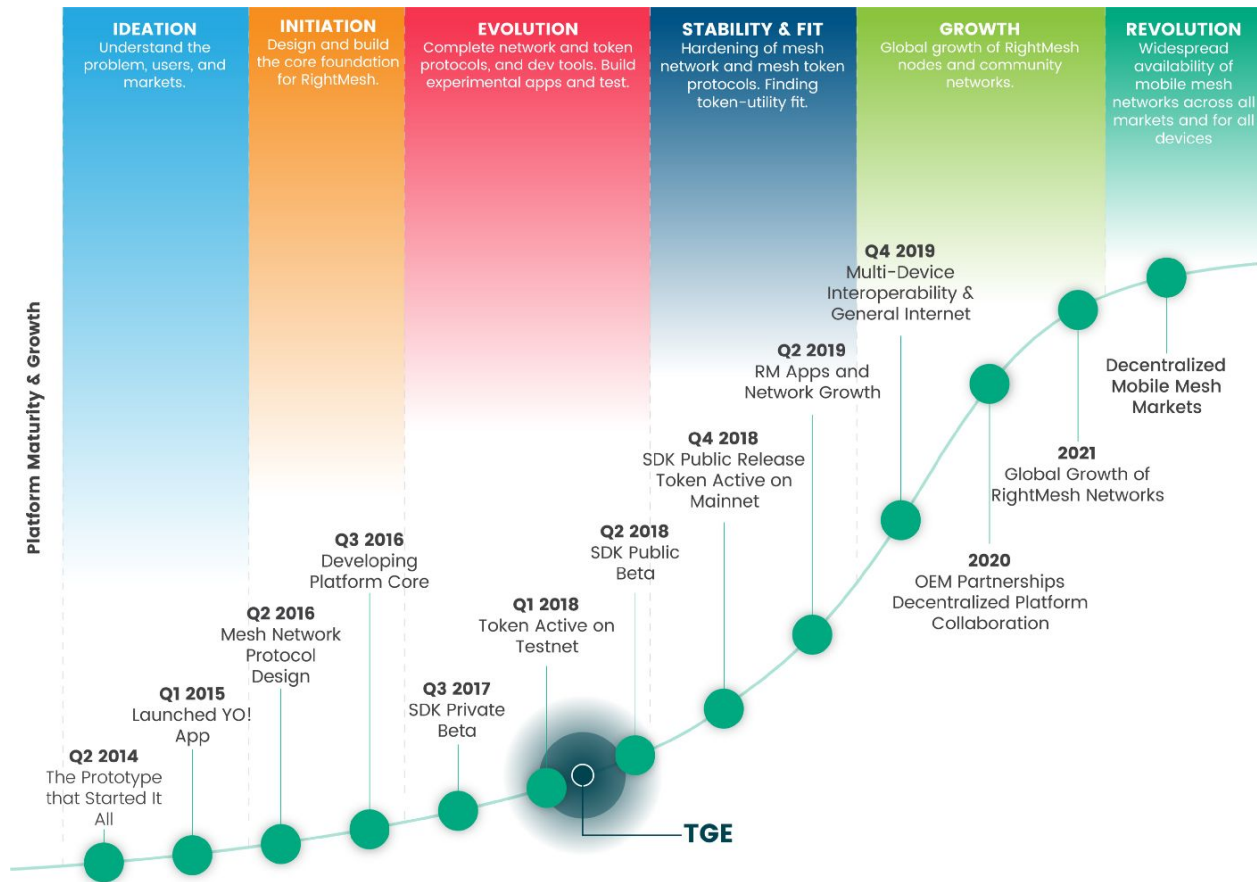 IDEATION
Understand the
problem, users, and
markets.
INITIATION
Design and build
the core foundation
for RightMesh.
EVOLUTION
Complete network and token
protocols, and dev tools. Build
experimental apps and test.
STABILITY & FIT
Hardening of mesh
network and mesh token
protocols. Finding
token-utility fit.
GROWTH
Global growth of RightMesh
nodes and community
networks.
REVOLUTION
Widespread
availability of
mobile mesh
networks across all
markets and for all
devices
Platform Maturity & Growth
Q2 2014
The Prototype
that Started It
All
Q1 2015
Launched YO!
App
Q2 2016
Mesh Network
Protocol
Design
Q3 2016
Developing
Platform Core
Q3 2017
SDK Private
Beta
Q1 2018
Token Active on
Testnet
TGE
Q2 2018
SDK Public
Beta
Q4 2018
SDK Public Release
Token Active on
Mainnet
Q2 2019
RM Apps and
Network Growth
Q4 2019
Multi-Device
Interoperability &
General Internet
2020
OEM Partnerships
Decentralized Platform
Collaboration
2021
Global Growth of
RightMesh Networks
Decentralized
Mobile Mesh
Markets